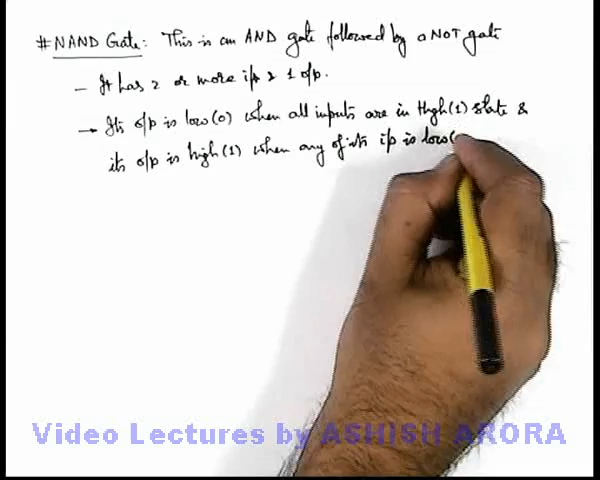 # NAND Gate: This is an AND gate followed by a NOT gate
- It has 2 or more i/p & 1 o/p.
→ Its o/p is low(0) when all inputs are in High(1) state &
its o/p is high(1) when any of its i/p is low(
Video Lectures by ASHISH ARORA